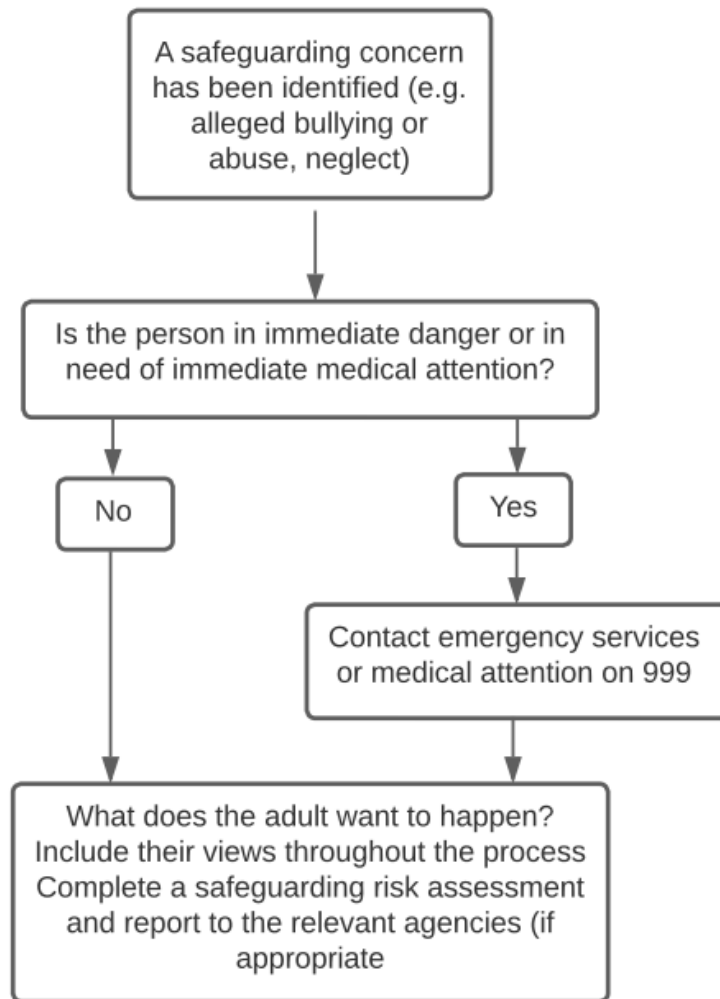 A safeguarding concern
has been identified (e.g.
alleged bullying or
abuse, neglect)
Is the person in immediate danger or in
need of immediate medical attention?
No
Yes
Contact emergency services
or medical attention on 999
What does the adult want to happen?
Include their views throughout the process
Complete a safeguarding risk assessment
and report to the relevant agencies (if
appropriate